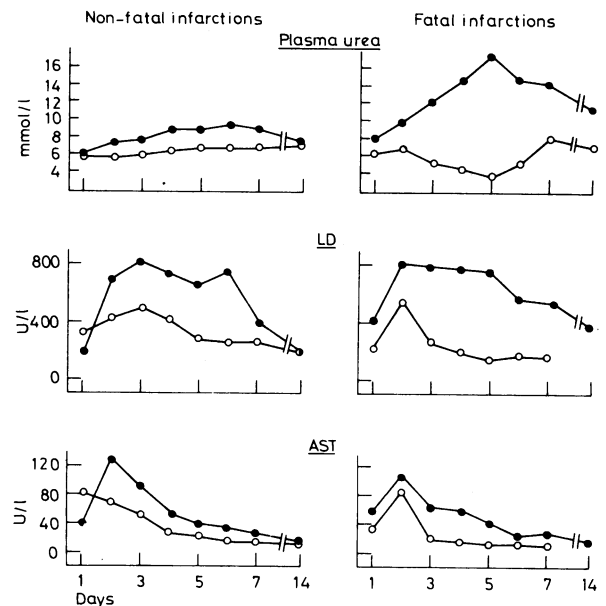 Non-fatal infarctions
Fatal infarctions
Plasma urea
16
14
12
10
8
6
4
mmol/l
LD
800
400
0
U/l
AST
120
80
40
0
U/l
1 3 5 7 14
1 3 5 7 14
Days